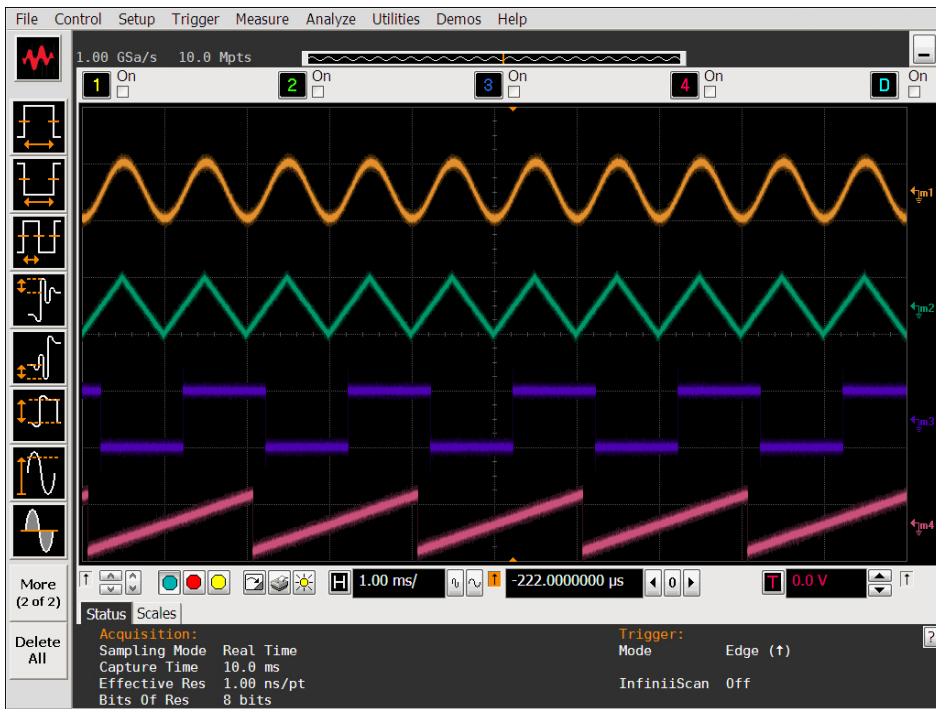 File Control Setup Trigger Measure Analyze Utilities Demos Help
1.00 GSa/s 10.0 Mpts
1 On 2 On 3 On 4 On D On
m1
m2
m3
m4
More
(2 of 2)
Delete
All
H 1.00 ms/ -222.0000000 µs 0 T 0.0 V
Status Scales
Acquisition: Trigger:
Sampling Mode Real Time Mode Edge (↑)
Capture Time 10.0 ms
Effective Res 1.00 ns/pt InfiniiScan Off
Bits Of Res 8 bits
?